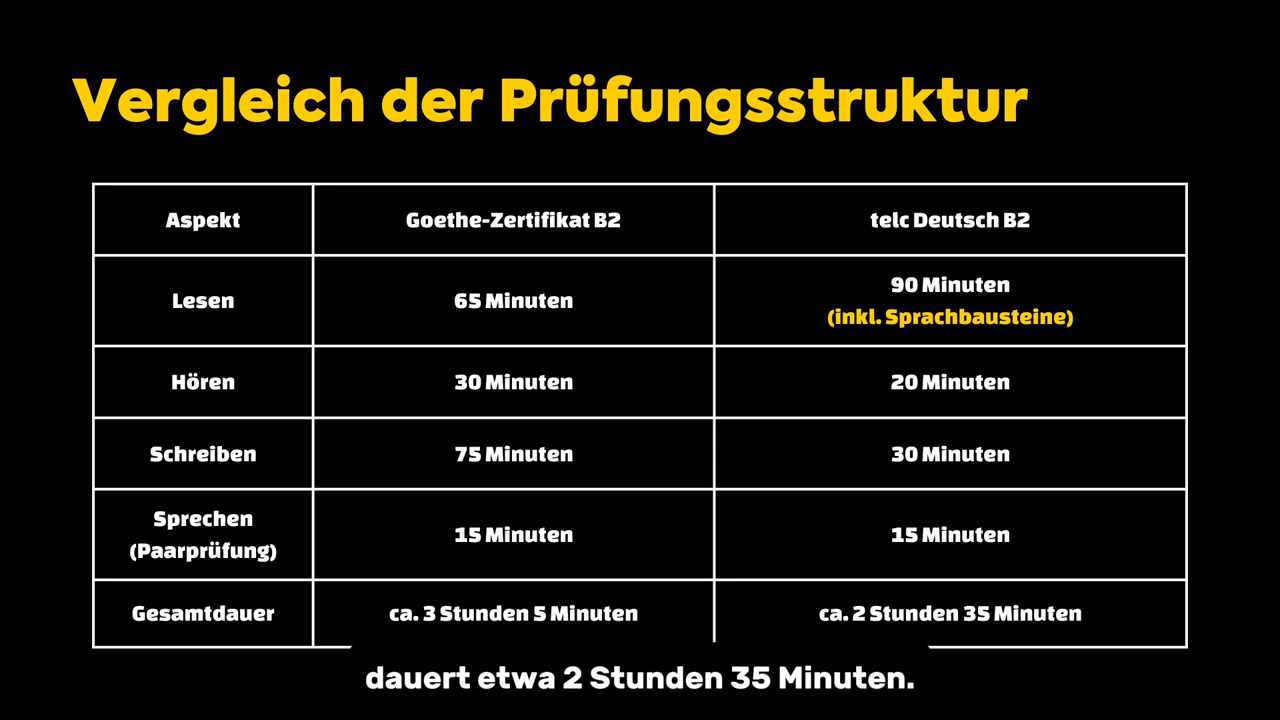 Vergleich der Prüfungsstruktur
Aspekt
Goethe-Zertifikat B2
telc Deutsch B2
Lesen
65 Minuten
90 Minuten
(inkl. Sprachbausteine)
Hören
30 Minuten
20 Minuten
Schreiben
75 Minuten
30 Minuten
Sprechen
(Paarprüfung)
15 Minuten
15 Minuten
Gesamtdauer
ca. 3 Stunden 5 Minuten
ca. 2 Stunden 35 Minuten
dauert etwa 2 Stunden 35 Minuten.